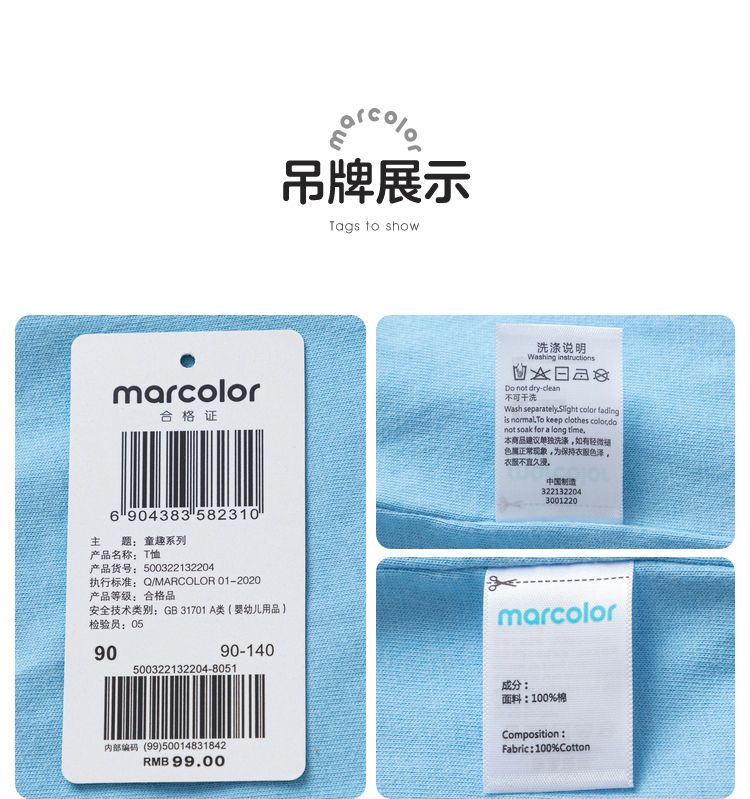 marcolor
吊牌展示
Tags to show
marcolor
合格证
6 904383 582310
主 题：童趣系列
产品名称：T恤
产品货号：500322132204
执行标准：Q/MARCOLOR 01-2020
产品等级：合格品
安全技术类别：GB 31701 A类（婴幼儿用品）
检验员：05
90 90-140
500322132204-8051
内部编码 (99)50014831842
RMB 99.00
洗涤说明
Washing instructions
Do not dry-clean
不可干洗
Wash separately.Slight color fading
is normal.To keep clothes color,do
not soak for a long time.
本商品建议单独洗涤，如有轻微褪
色属正常现象，为保持衣服色泽，
衣服不宜久浸。
中国制造
322132204
3001220
marcolor
成分：
面料：100%棉
Composition：
Fabric：100%Cotton